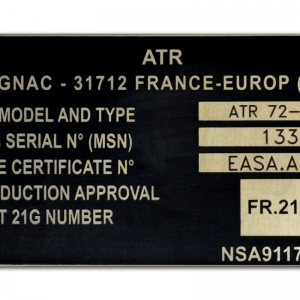 ATR
GNAC - 31712 FRANCE-EUROP (
MODEL AND TYPE ATR 72-
G SERIAL N° (MSN) 133
E CERTIFICATE N° EASA.A
DUCTION APPROVAL FR.21
T 21G NUMBER
NSA9117